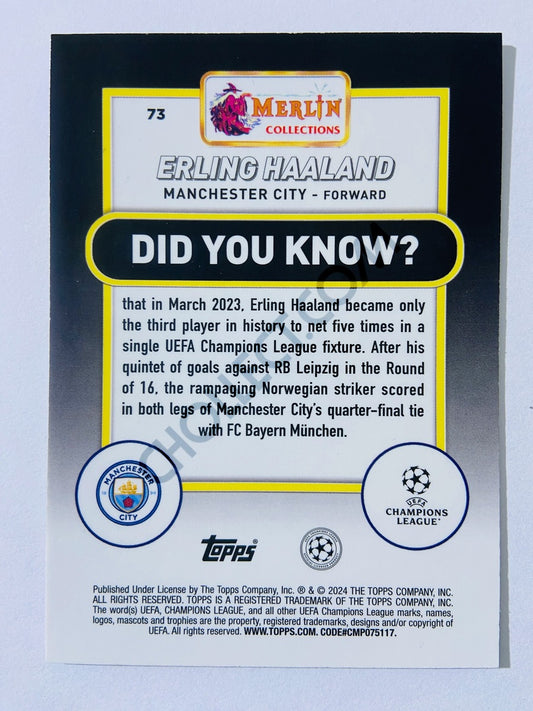 73
MERLIN
COLLECTIONS
ERLING HAALAND
MANCHESTER CITY - FORWARD
DID YOU KNOW?
that in March 2023, Erling Haaland became only
the third player in history to net five times in a
single UEFA Champions League fixture. After his
quintet of goals against RB Leipzig in the Round
of 16, the rampaging Norwegian striker scored
in both legs of Manchester City's quarter-final tie
with FC Bayern München.
CHOLLECT.COM
MANCHESTER
18 94
CITY
UEFA
CHAMPIONS
LEAGUE®
topps®
Published Under License by The Topps Company, Inc. ® & © 2024 THE TOPPS COMPANY, INC.
ALL RIGHTS RESERVED. TOPPS IS A REGISTERED TRADEMARK OF THE TOPPS COMPANY, INC.
The word(s) UEFA, CHAMPIONS LEAGUE, and all other UEFA Champions League marks, names,
logos, mascots and trophies are the property, registered trademarks, designs and/or copyright of
UEFA. All rights reserved. WWW.TOPPS.COM. CODE#CMP075117.